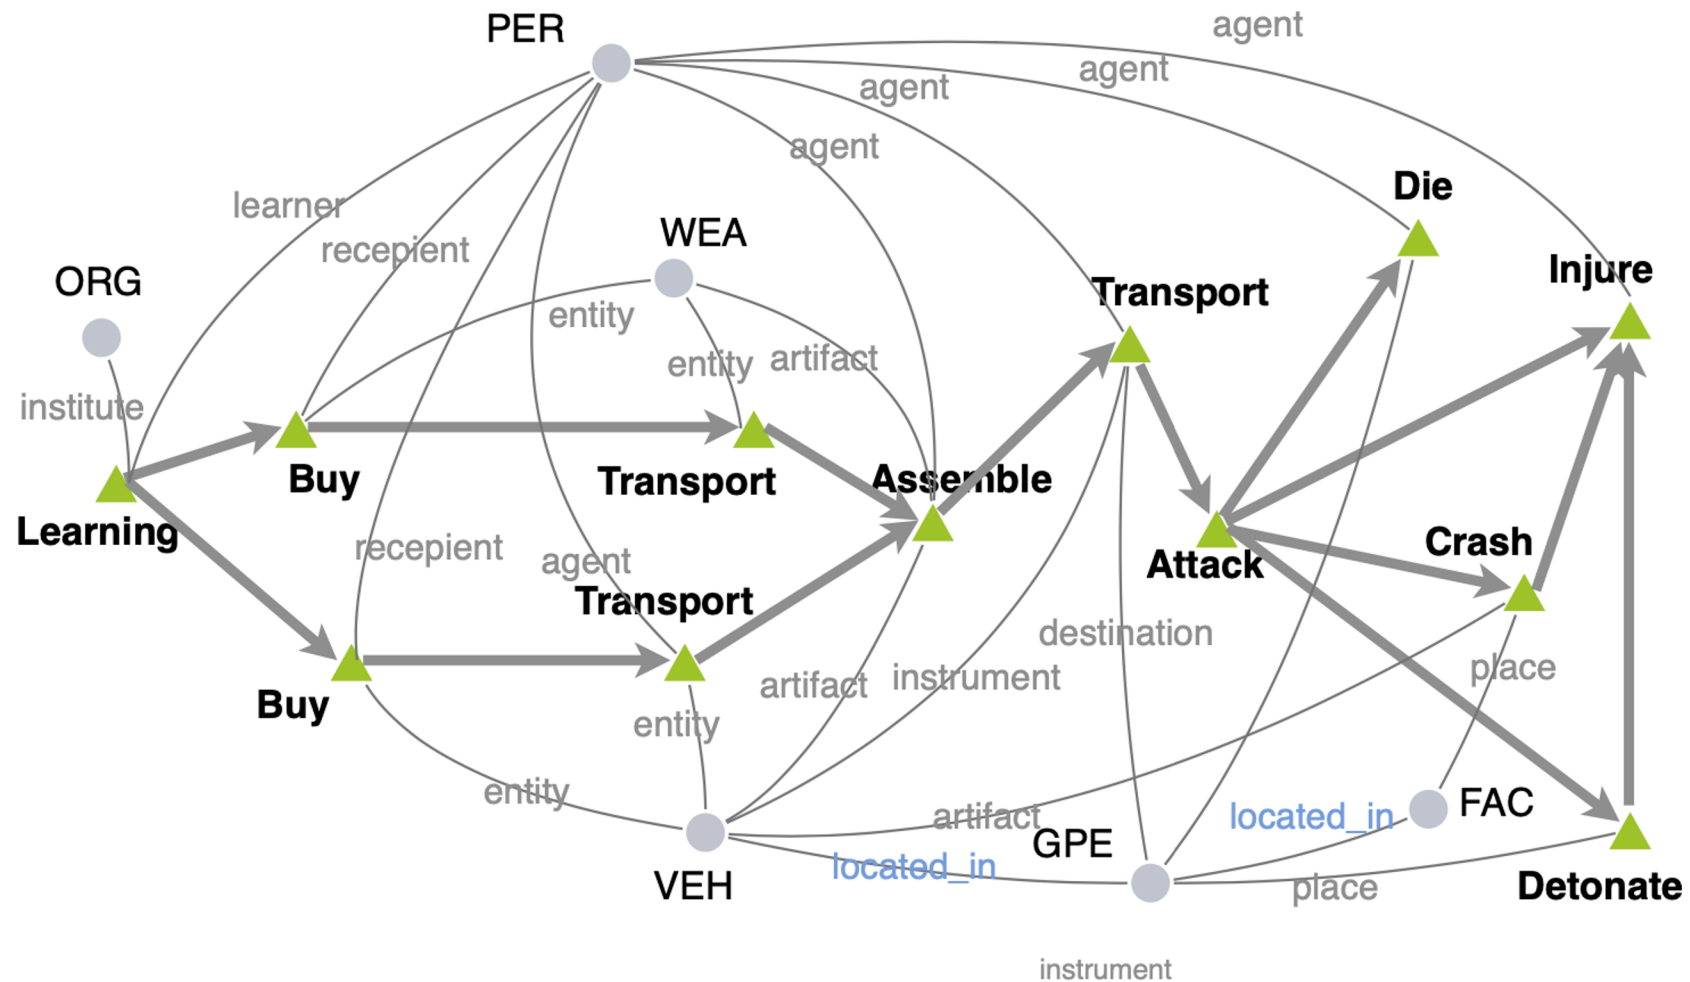 agent
PER
agent
agent
agent
Die
learner
WEA
recepient
Injure
ORG
Transport
entity
entity
artifact
institute
Buy
Transport
Assemble
Learning
recepient
Crash
agent
Attack
Transport
destination
place
artifact
instrument
Buy
entity
entity
artifact
located_in
FAC
GPE
located_in
VEH
place
Detonate
instrument